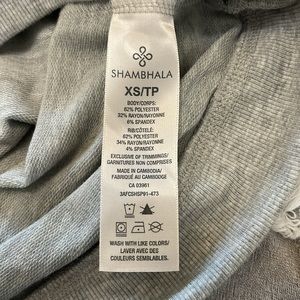 SHAMBHALA
XS/TP
BODY/CORPS:
62% POLYESTER
32% RAYON/RAYONNE
6% SPANDEX
RIB/CÔTELÉ:
62% POLYESTER
34% RAYON/RAYONNE
4% SPANDEX
EXCLUSIVE OF TRIMMINGS/
GARNITURES NON COMPRISES
MADE IN CAMBODIA/
FABRIQUÉ AU CAMBODGE
CA 03961
3AFCSHSP91-473
WASH WITH LIKE COLORS/
LAVER AVEC DES
COULEURS SEMBLABLES.